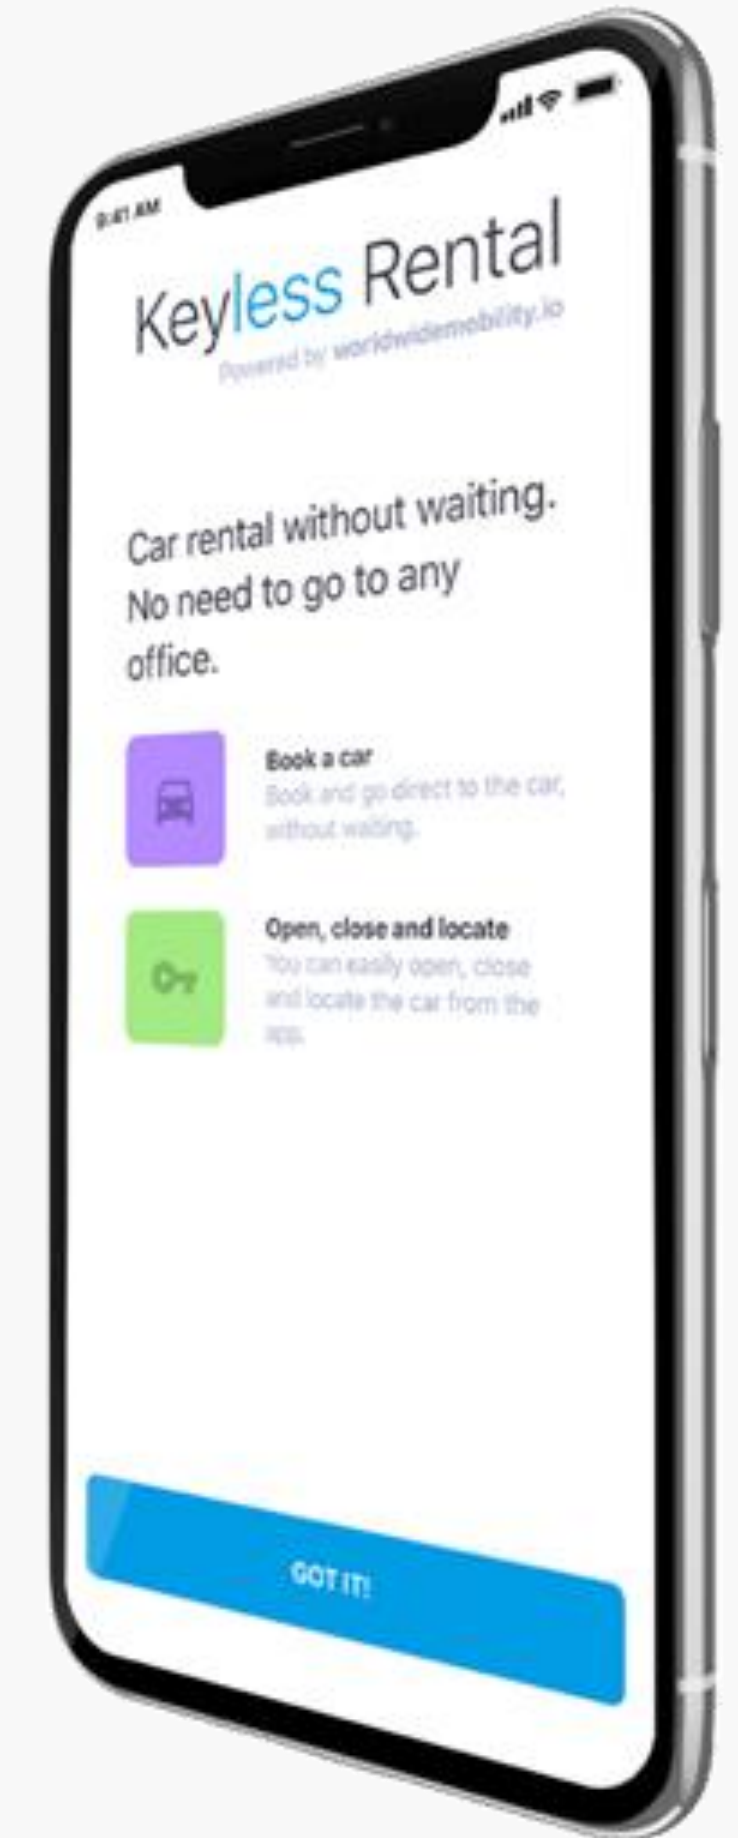 9:41 AM
Keyless Rental
Powered by worldwidemobility.io
Car rental without waiting.
No need to go to any
office.
Book a car
Book and go direct to the car,
without waiting.
Open, close and locate
You can easily open, close
and locate the car from the
app.
GOT IT!